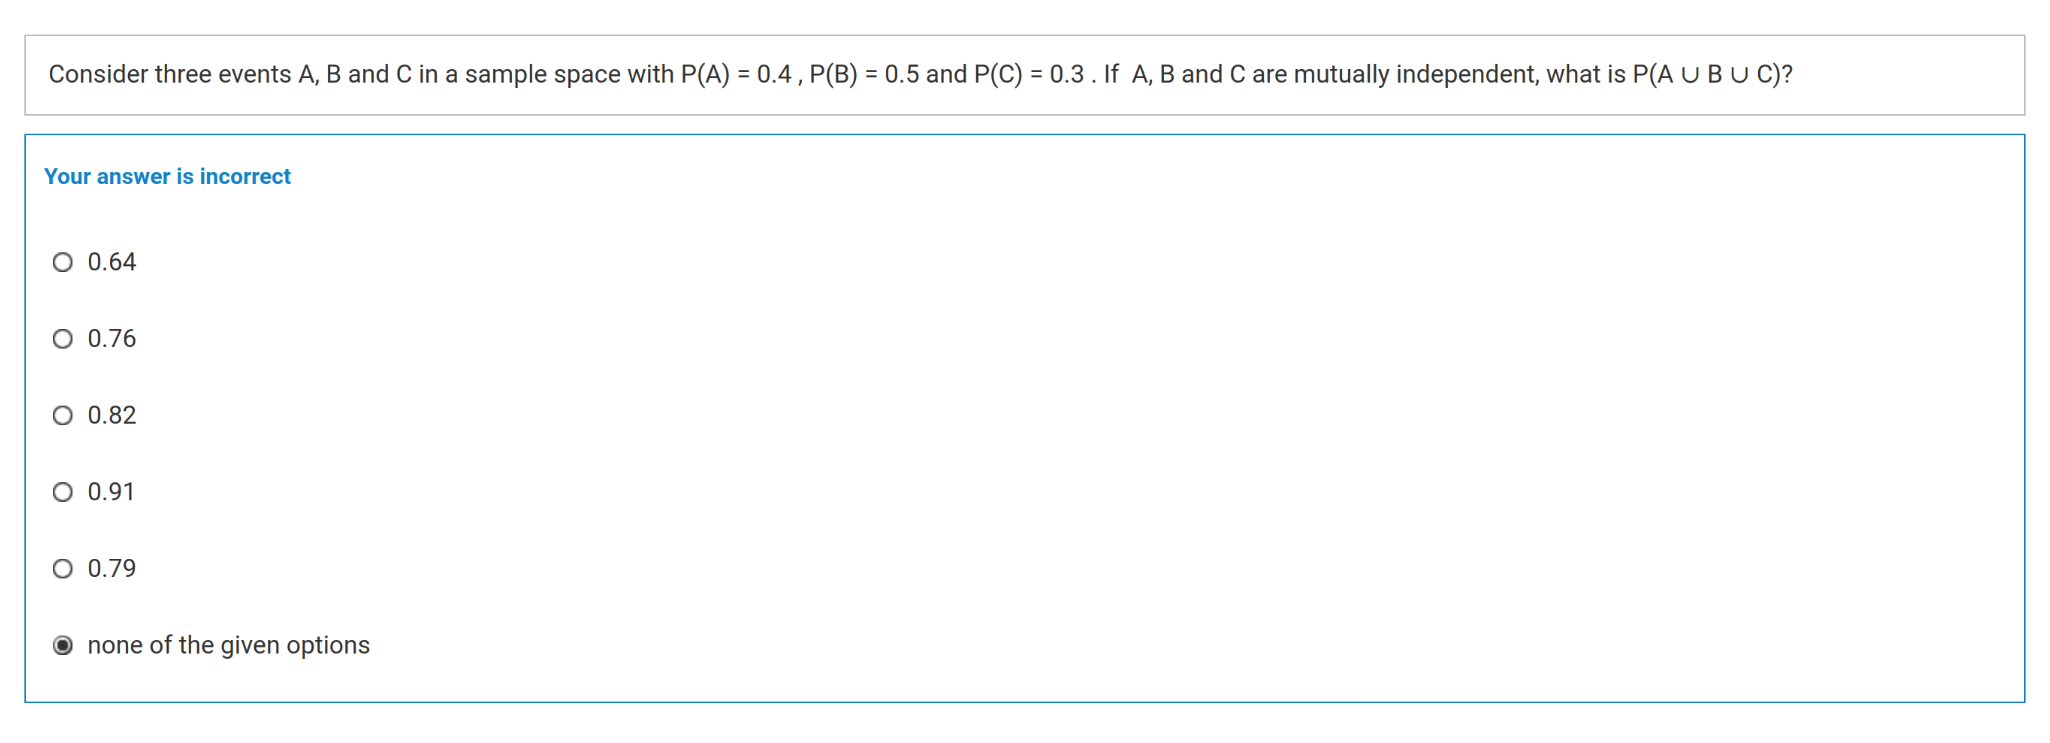 Consider three events A, B and C in a sample space with P(A) = 0.4 , P(B) = 0.5 and P(C) = 0.3 . If  A, B and C are mutually independent, what is P(A ∪ B ∪ C)?
Your answer is incorrect
0.64
0.76
0.82
0.91
0.79
none of the given options